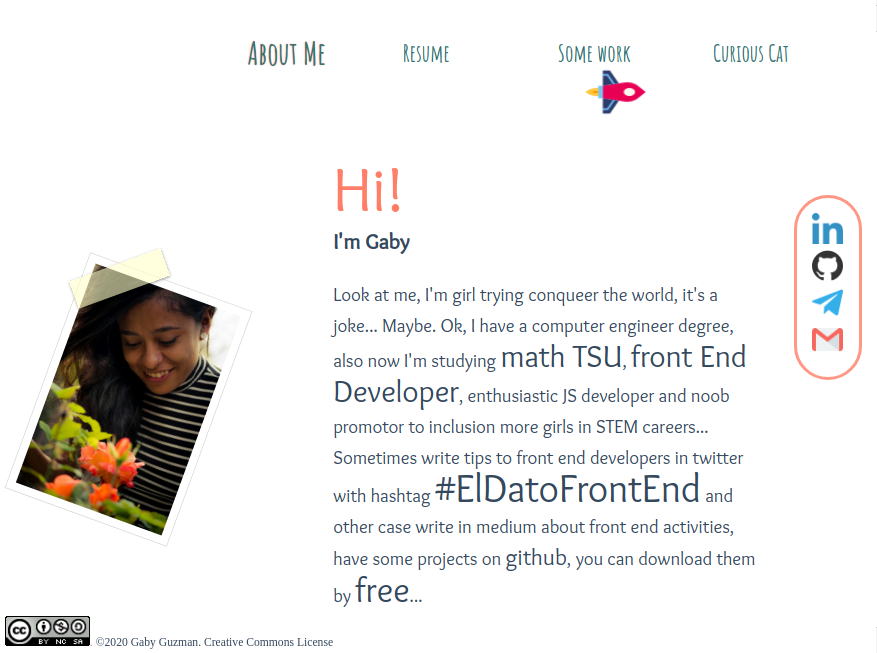 About Me
Resume
Some work
Curious Cat
Hi!
I'm Gaby
Look at me, I'm girl trying conqueer the world, it's a
joke... Maybe. Ok, I have a computer engineer degree,
also now I'm studying math TSU, front End
Developer, enthusiastic JS developer and noob
promotor to inclusion more girls in STEM careers...
Sometimes write tips to front end developers in twitter
with hashtag #ElDatoFrontEnd and
other case write in medium about front end activities,
have some projects on github, you can download them
by free...
in
cc
BY NC SA
. ©2020 Gaby Guzman. Creative Commons License